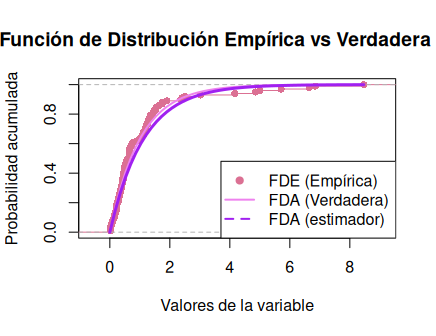 Función de Distribución Empírica vs Verdadera
Probabilidad acumulada
0.8
0.4
0.0
FDE (Empírica)
FDA (Verdadera)
FDA (estimador)
0 2 4 6 8
Valores de la variable